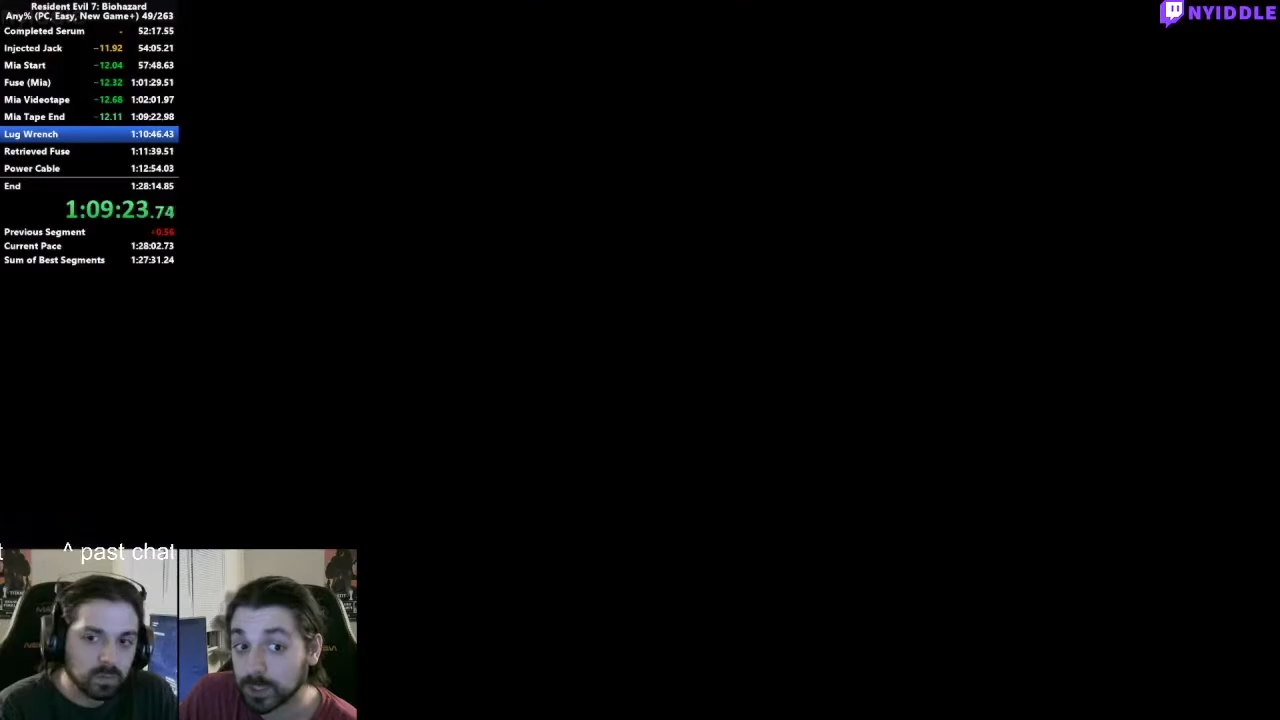 Resident Evil 7: Biohazard
Any% (PC, Easy, New Game+) 49/263
Completed Serum - 52:17.55
Injected Jack −11.92 54:05.21
Mia Start −12.04 57:48.63
Fuse (Mia) −12.32 1:01:29.51
Mia Videotape −12.68 1:02:01.97
Mia Tape End −12.11 1:09:22.98
Lug Wrench 1:10:46.43
Retrieved Fuse 1:11:39.51
Power Cable 1:12:54.03
End 1:28:14.85
1:09:23.74
Previous Segment +0.56
Current Pace 1:28:02.73
Sum of Best Segments 1:27:31.24
NYIDDLE
t ^ past chat